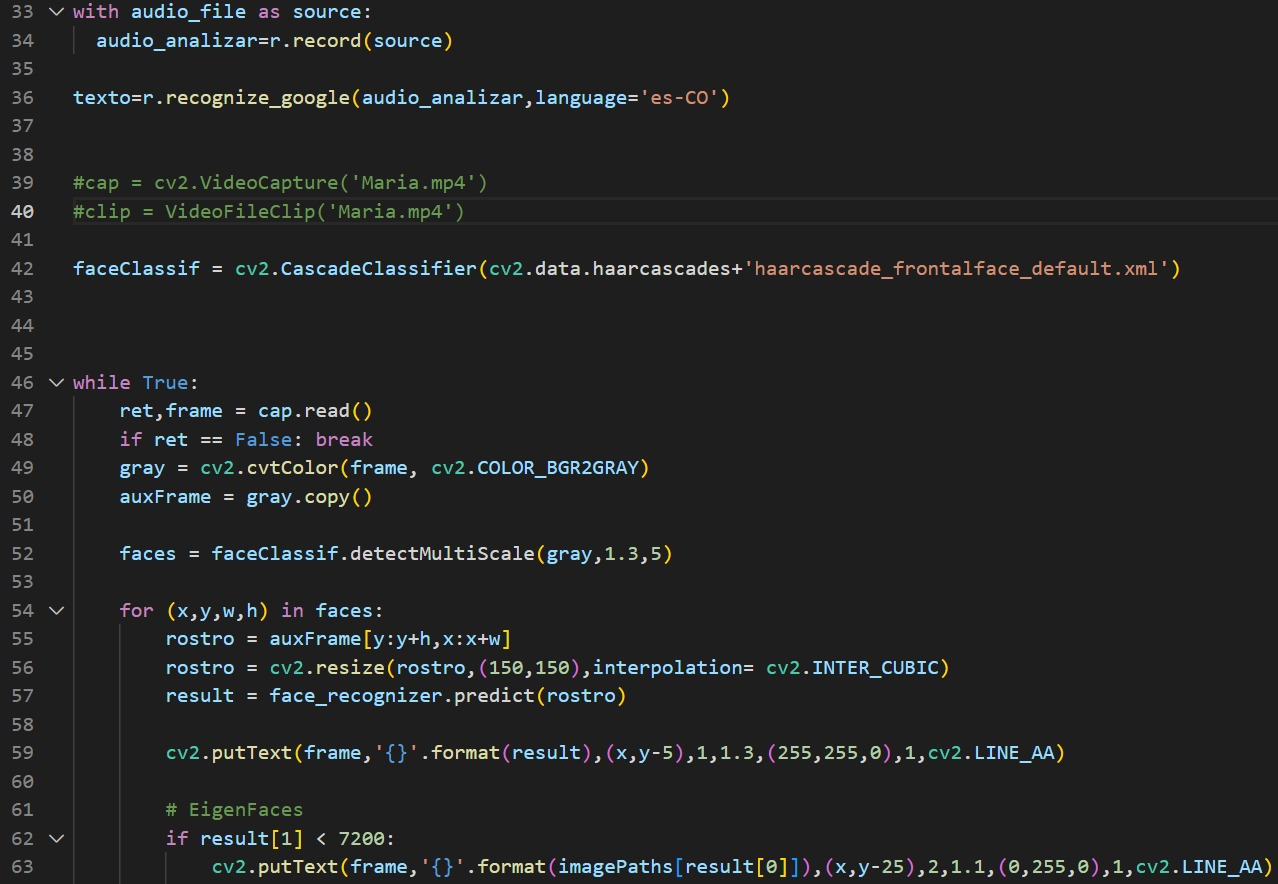 33 with audio_file as source:
34   audio_analizar=r.record(source)
35
36 texto=r.recognize_google(audio_analizar,language='es-CO')
37
38
39 #cap = cv2.VideoCapture('Maria.mp4')
40 #clip = VideoFileClip('Maria.mp4')
41
42 faceClassif = cv2.CascadeClassifier(cv2.data.haarcascades+'haarcascade_frontalface_default.xml')
43
44
45
46 while True:
47     ret,frame = cap.read()
48     if ret == False: break
49     gray = cv2.cvtColor(frame, cv2.COLOR_BGR2GRAY)
50     auxFrame = gray.copy()
51
52     faces = faceClassif.detectMultiScale(gray,1.3,5)
53
54     for (x,y,w,h) in faces:
55         rostro = auxFrame[y:y+h,x:x+w]
56         rostro = cv2.resize(rostro,(150,150),interpolation= cv2.INTER_CUBIC)
57         result = face_recognizer.predict(rostro)
58
59         cv2.putText(frame,'{}'.format(result),(x,y-5),1,1.3,(255,255,0),1,cv2.LINE_AA)
60
61         # EigenFaces
62         if result[1] < 7200:
63             cv2.putText(frame,'{}'.format(imagePaths[result[0]]),(x,y-25),2,1.1,(0,255,0),1,cv2.LINE_AA)